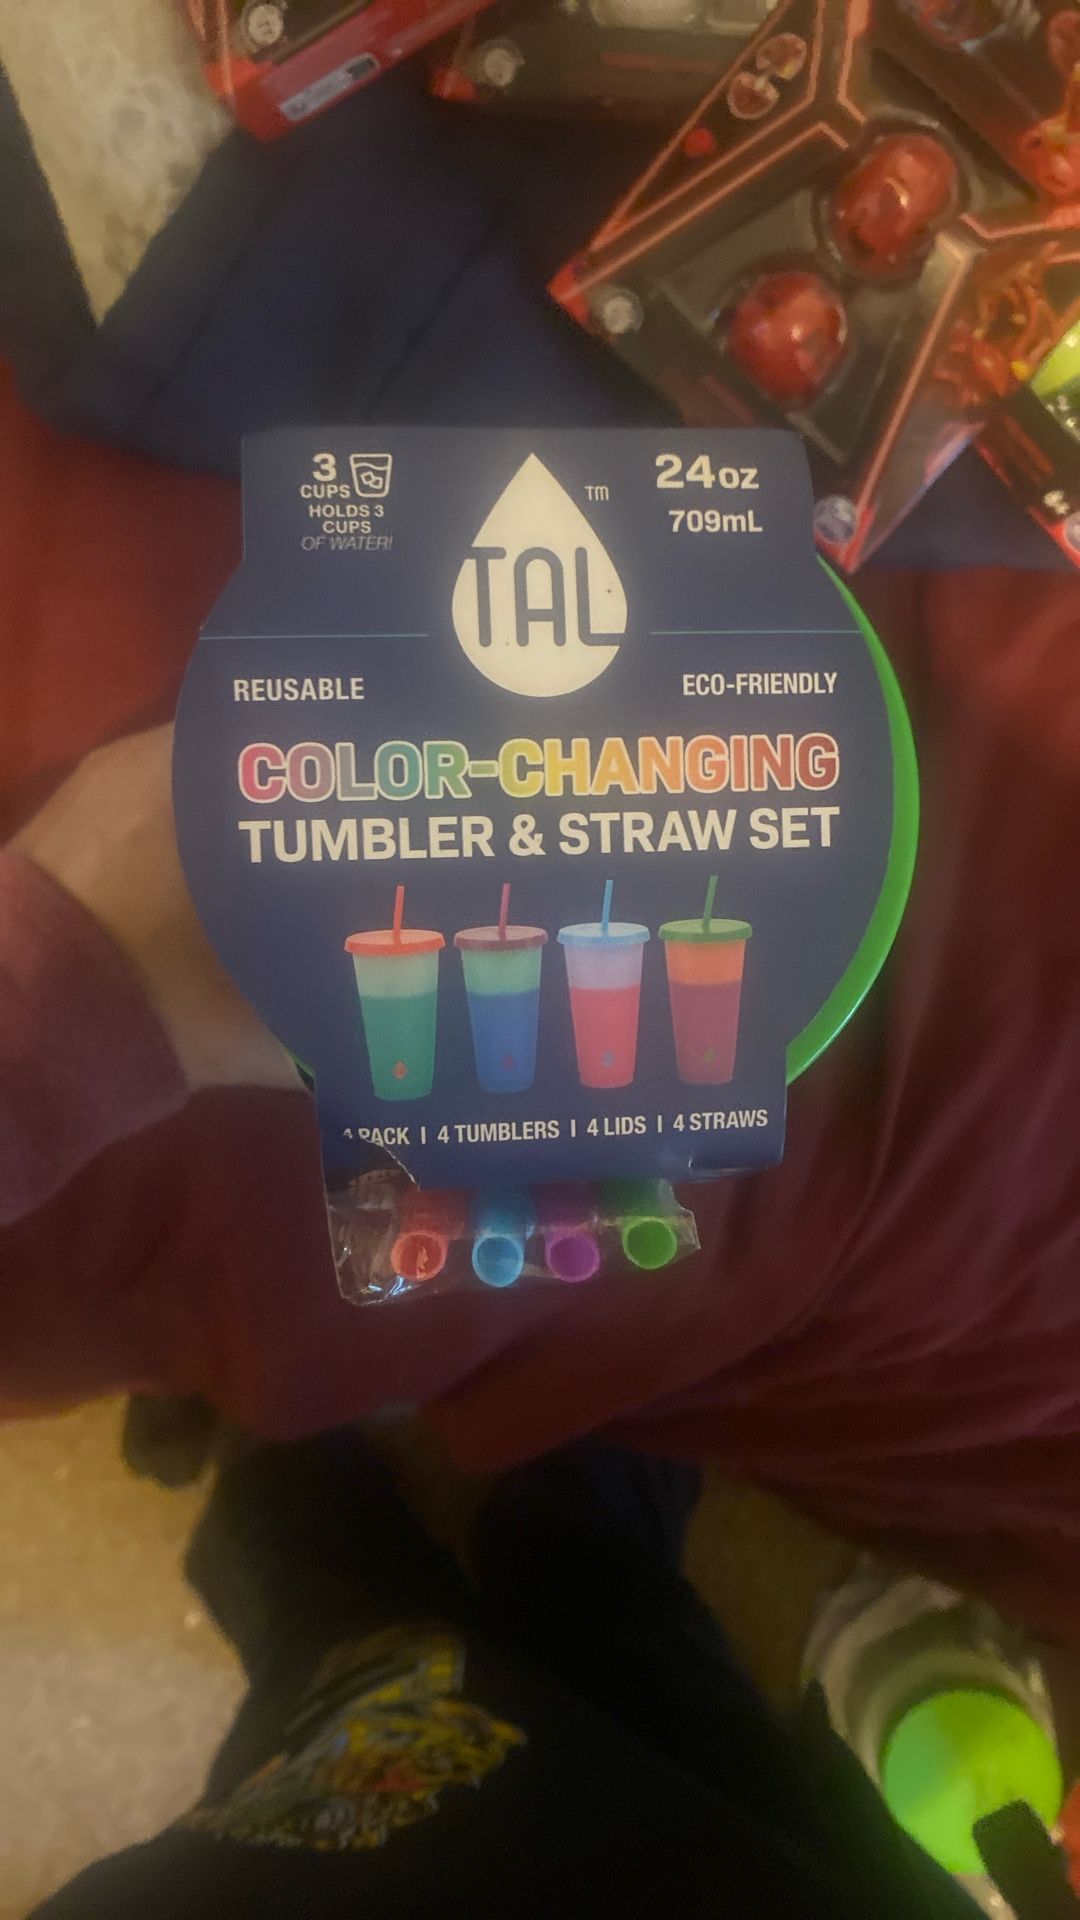 3
CUPS
HOLDS 3
CUPS
OF WATER!
TAL
TM
24oz
709mL
REUSABLE
ECO-FRIENDLY
COLOR-CHANGING
TUMBLER & STRAW SET
4 PACK | 4 TUMBLERS | 4 LIDS | 4 STRAWS